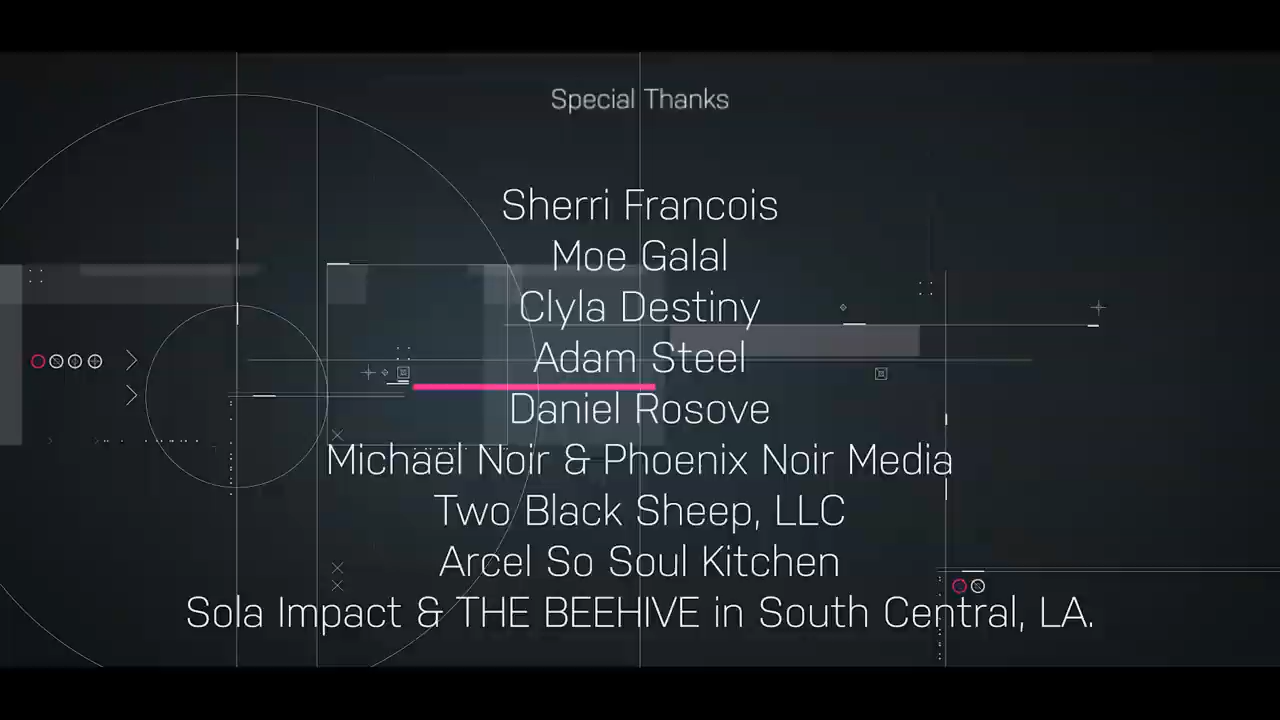 Special Thanks
Sherri Francois
Moe Galal
Clyla Destiny
Adam Steel
Daniel Rosove
Michael Noir & Phoenix Noir Media
Two Black Sheep, LLC
Arcel So Soul Kitchen
Sola Impact & THE BEEHIVE in South Central, LA.